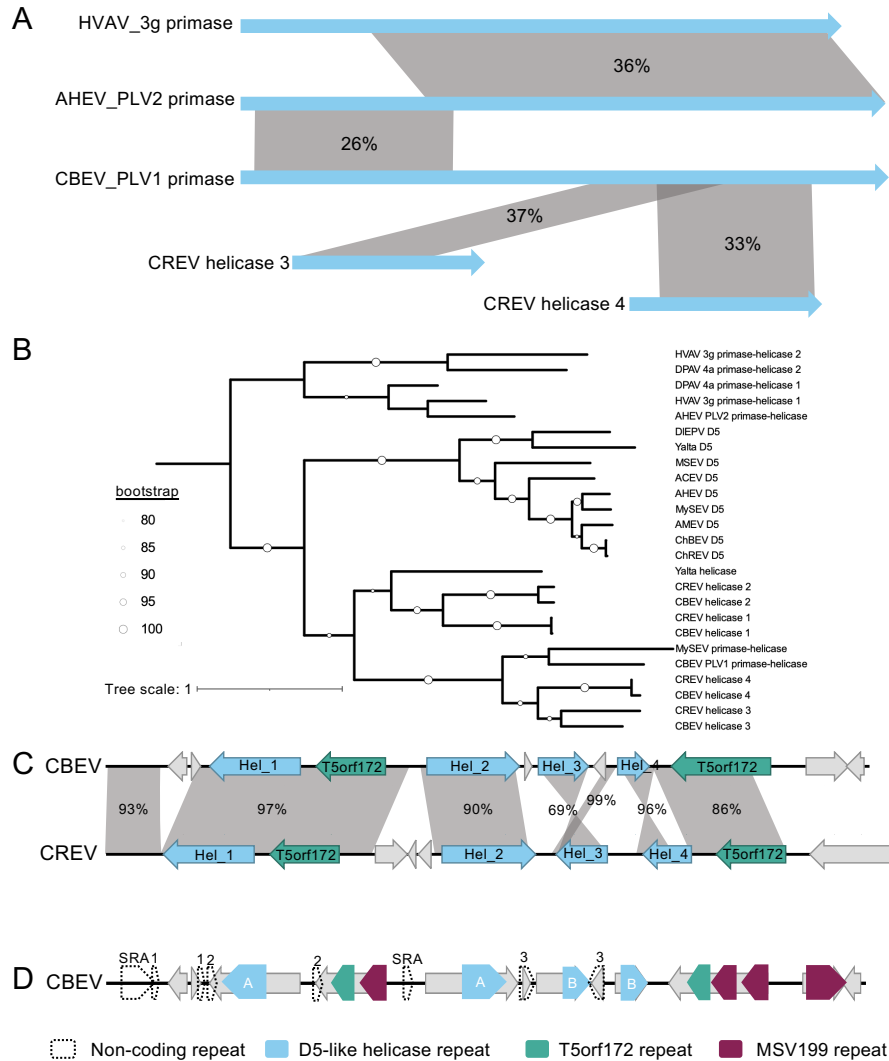 A
HVAV_3g primase
36%
AHEV_PLV2 primase
26%
CBEV_PLV1 primase
37%
33%
CREV helicase 3
CREV helicase 4
B
HVAV 3g primase-helicase 2
DPAV 4a primase-helicase 2
DPAV 4a primase-helicase 1
HVAV 3g primase-helicase 1
AHEV PLV2 primase-helicase
DIEPV D5
Yalta D5
MSEV D5
ACEV D5
AHEV D5
MySEV D5
AMEV D5
ChBEV D5
ChREV D5
Yalta helicase
CREV helicase 2
CBEV helicase 2
CREV helicase 1
CBEV helicase 1
MySEV primase-helicase
CBEV PLV1 primase-helicase
CREV helicase 4
CBEV helicase 4
CREV helicase 3
CBEV helicase 3
bootstrap
80
85
90
95
100
Tree scale: 1
C
CBEV
Hel_1 T5orf172 Hel_2 Hel_3 Hel_4 T5orf172
93% 97% 90% 69% 99% 96% 86%
CREV
Hel_1 T5orf172 Hel_2 Hel_3 Hel_4 T5orf172
D
SRA 1 1 2 2 SRA 3 3
CBEV
A A B B
Non-coding repeat D5-like helicase repeat T5orf172 repeat MSV199 repeat